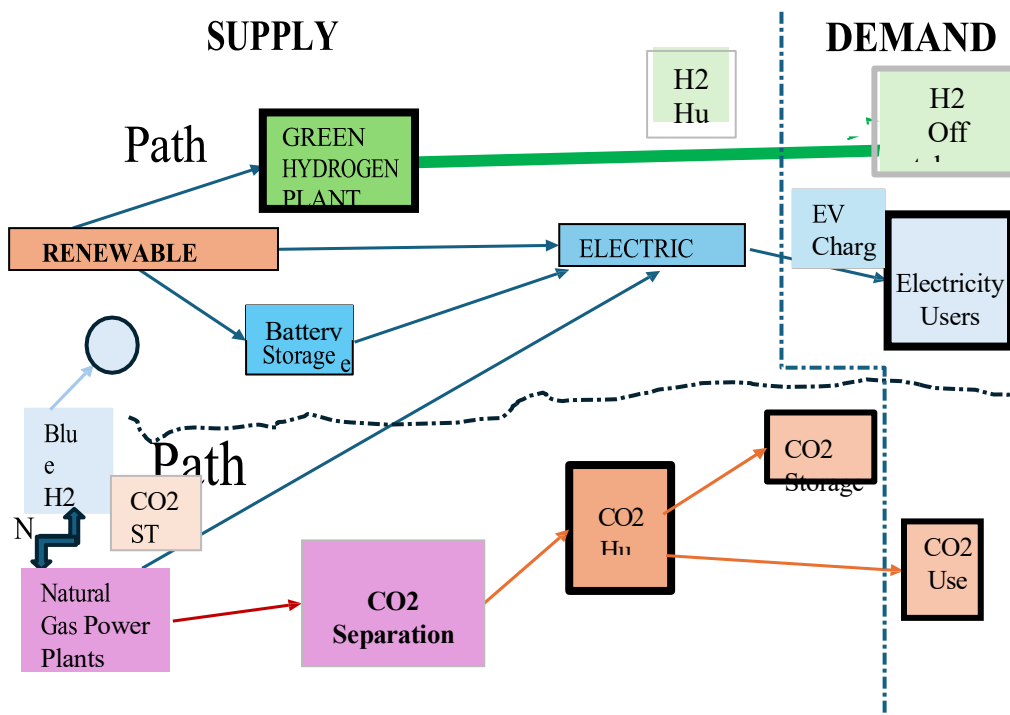 SUPPLY
DEMAND
H2
Hu
H2
Off
Path
GREEN
HYDROGEN
PLANT
EV
Charg
RENEWABLE
ELECTRIC
Electricity
Users
Battery
Storage e
Blu
e
H2
Path
CO2
ST
N
CO2
Storage
CO2
Hu
CO2
Use
Natural
Gas Power
Plants
CO2
Separation